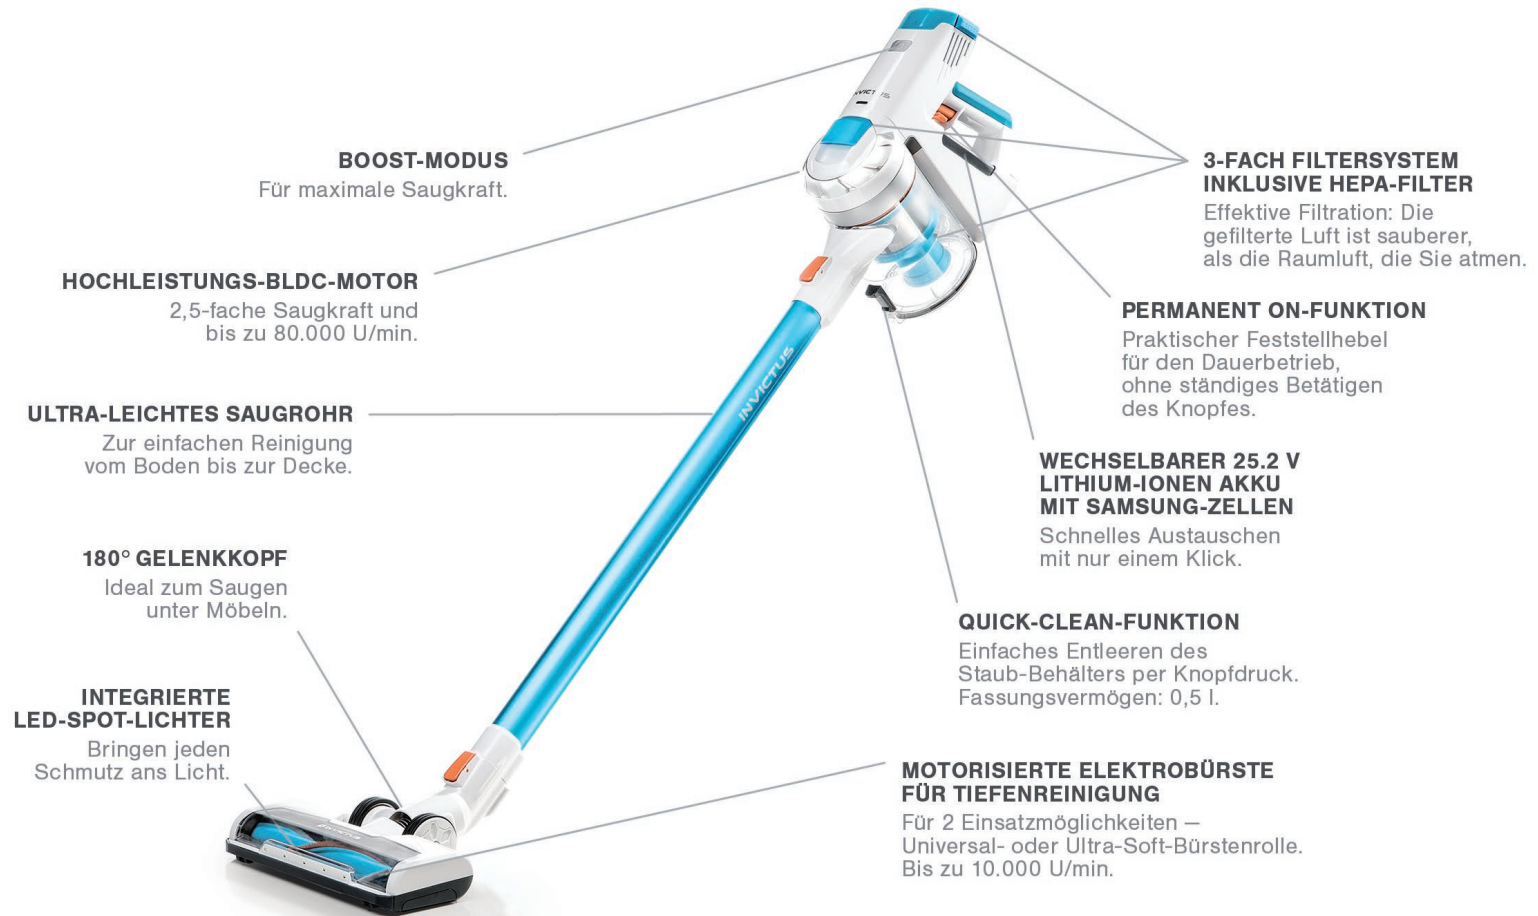 BOOST-MODUS
Für maximale Saugkraft.
HOCHLEISTUNGS-BLDC-MOTOR
2,5-fache Saugkraft und
bis zu 80.000 U/min.
ULTRA-LEICHTES SAUGROHR
Zur einfachen Reinigung
vom Boden bis zur Decke.
180° GELENKKOPF
Ideal zum Saugen
unter Möbeln.
INTEGRIERTE
LED-SPOT-LICHTER
Bringen jeden
Schmutz ans Licht.
INVICTUS
INVICTUS
3-FACH FILTERSYSTEM
INKLUSIVE HEPA-FILTER
Effektive Filtration: Die
gefilterte Luft ist sauberer,
als die Raumluft, die Sie atmen.
PERMANENT ON-FUNKTION
Praktischer Feststellhebel
für den Dauerbetrieb,
ohne ständiges Betätigen
des Knopfes.
WECHSELBARER 25.2 V
LITHIUM-IONEN AKKU
MIT SAMSUNG-ZELLEN
Schnelles Austauschen
mit nur einem Klick.
QUICK-CLEAN-FUNKTION
Einfaches Entleeren des
Staub-Behälters per Knopfdruck.
Fassungsvermögen: 0,5 l.
MOTORISIERTE ELEKTROBÜRSTE
FÜR TIEFENREINIGUNG
Für 2 Einsatzmöglichkeiten –
Universal- oder Ultra-Soft-Bürstenrolle.
Bis zu 10.000 U/min.